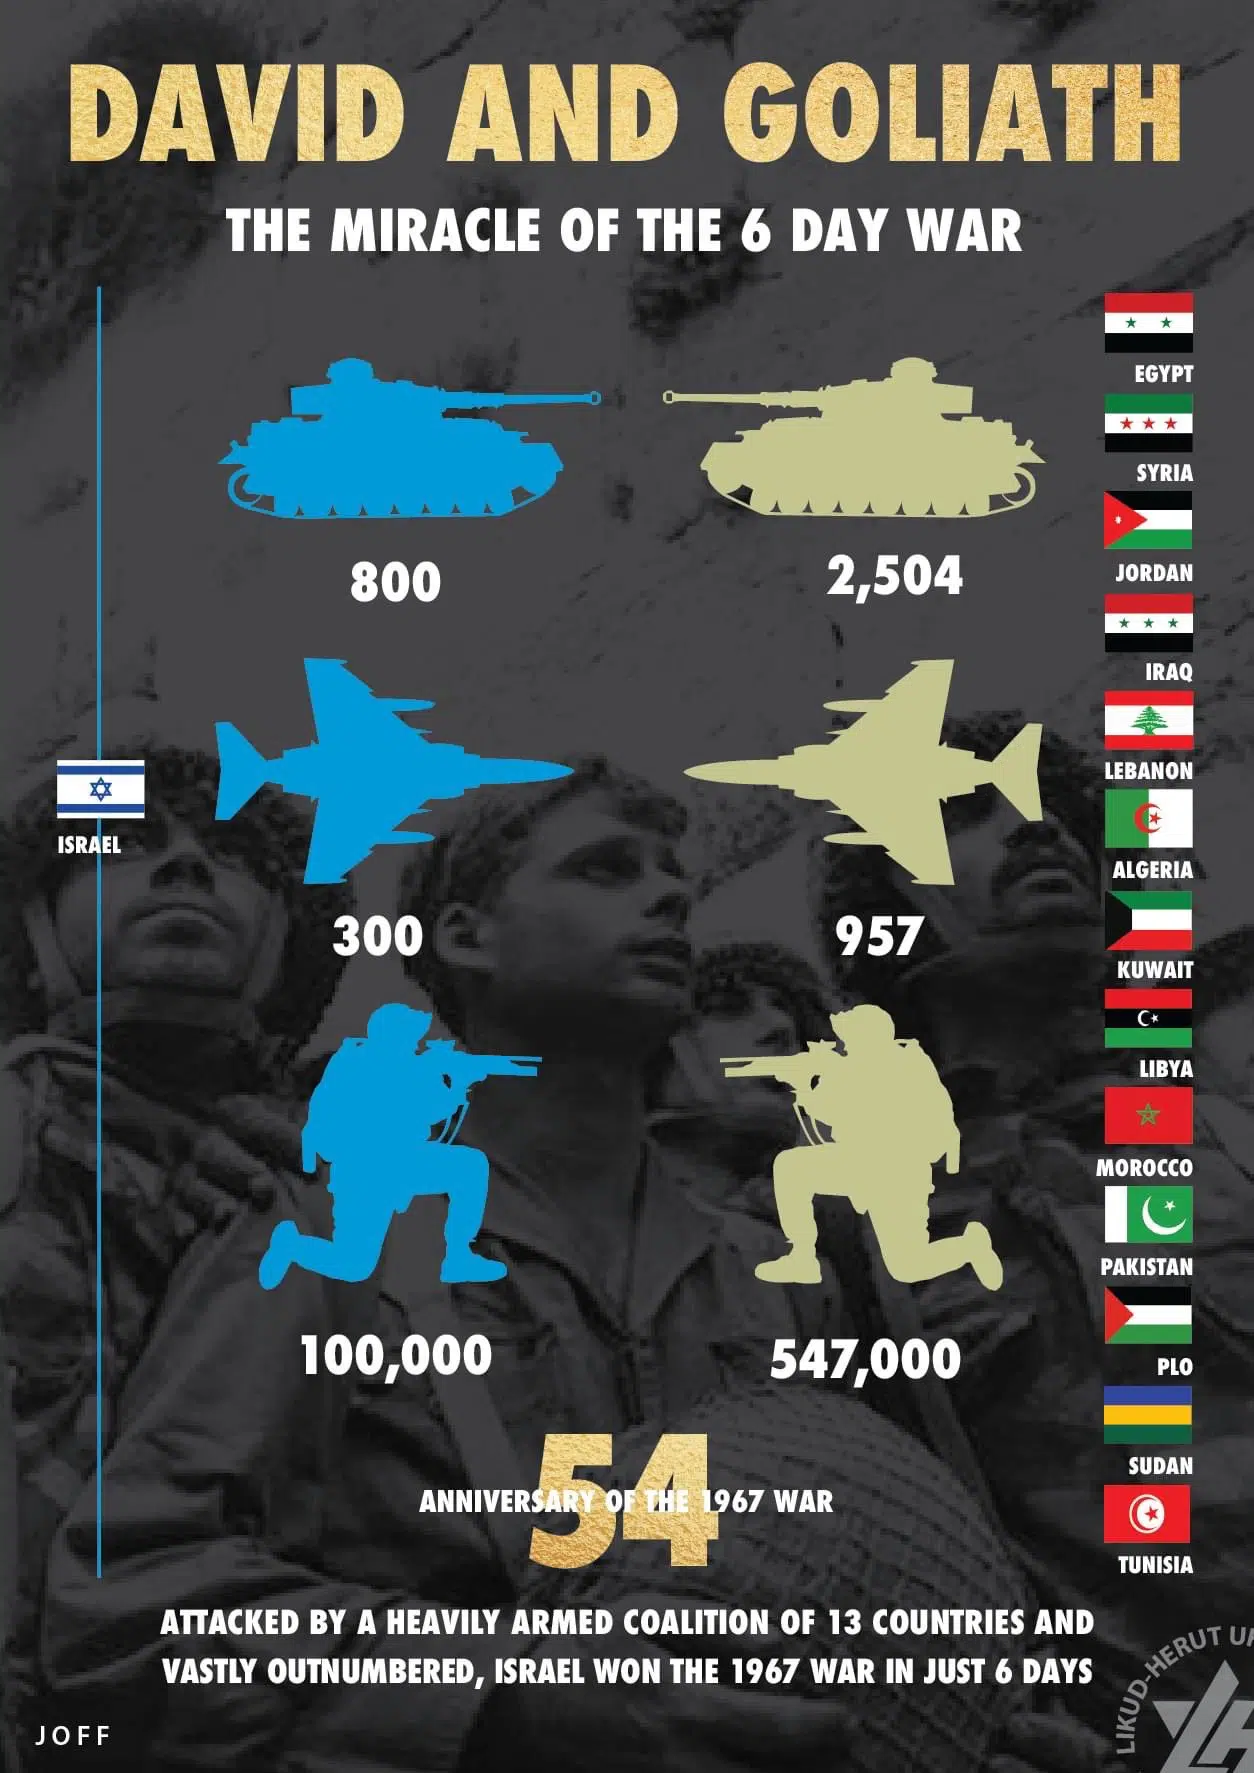 DAVID AND GOLIATH
THE MIRACLE OF THE 6 DAY WAR
ISRAEL
800
2,504
300
957
100,000
547,000
EGYPT
SYRIA
JORDAN
IRAQ
LEBANON
ALGERIA
KUWAIT
LIBYA
MOROCCO
PAKISTAN
PLO
SUDAN
TUNISIA
54
ANNIVERSARY OF THE 1967 WAR
ATTACKED BY A HEAVILY ARMED COALITION OF 13 COUNTRIES AND
VASTLY OUTNUMBERED, ISRAEL WON THE 1967 WAR IN JUST 6 DAYS
JOFF
LIKUD-HERUT